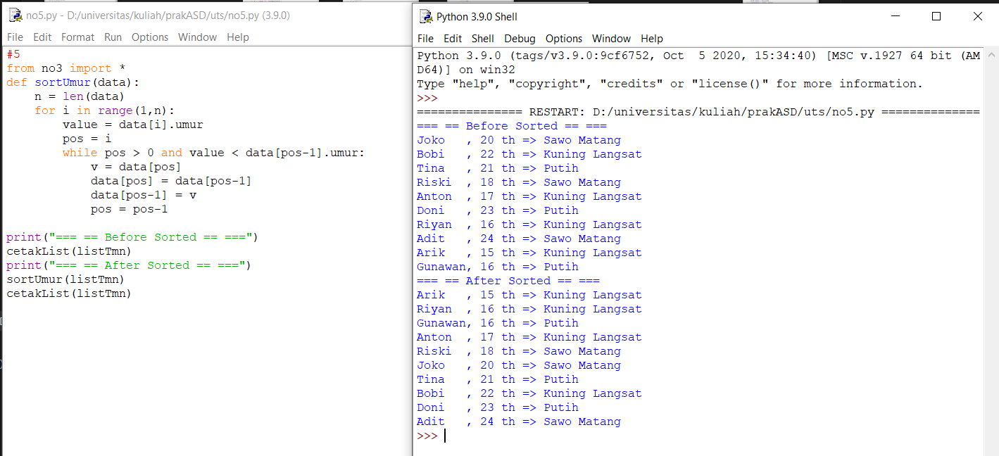 no5.py - D:/universitas/kuliah/prakASD/uts/no5.py (3.9.0)
File Edit Format Run Options Window Help
#5
from no3 import *
def sortUmur(data):
    n = len(data)
    for i in range(1,n):
        value = data[i].umur
        pos = i
        while pos > 0 and value < data[pos-1].umur:
            v = data[pos]
            data[pos] = data[pos-1]
            data[pos-1] = v
            pos = pos-1

print("=== == Before Sorted == ===")
cetakList(listTmn)
print("=== == After Sorted == ===")
sortUmur(listTmn)
cetakList(listTmn)
Python 3.9.0 Shell
File Edit Shell Debug Options Window Help
Python 3.9.0 (tags/v3.9.0:9cf6752, Oct  5 2020, 15:34:40) [MSC v.1927 64 bit (AM
D64)] on win32
Type "help", "copyright", "credits" or "license()" for more information.
>>>
=============== RESTART: D:/universitas/kuliah/prakASD/uts/no5.py ==============
=== == Before Sorted == ===
Joko   , 20 th => Sawo Matang
Bobi   , 22 th => Kuning Langsat
Tina   , 21 th => Putih
Riski  , 18 th => Sawo Matang
Anton  , 17 th => Kuning Langsat
Doni   , 23 th => Putih
Riyan  , 16 th => Kuning Langsat
Adit   , 24 th => Sawo Matang
Arik   , 15 th => Kuning Langsat
Gunawan, 16 th => Putih
=== == After Sorted == ===
Arik   , 15 th => Kuning Langsat
Riyan  , 16 th => Kuning Langsat
Gunawan, 16 th => Putih
Anton  , 17 th => Kuning Langsat
Riski  , 18 th => Sawo Matang
Joko   , 20 th => Sawo Matang
Tina   , 21 th => Putih
Bobi   , 22 th => Kuning Langsat
Doni   , 23 th => Putih
Adit   , 24 th => Sawo Matang
>>>